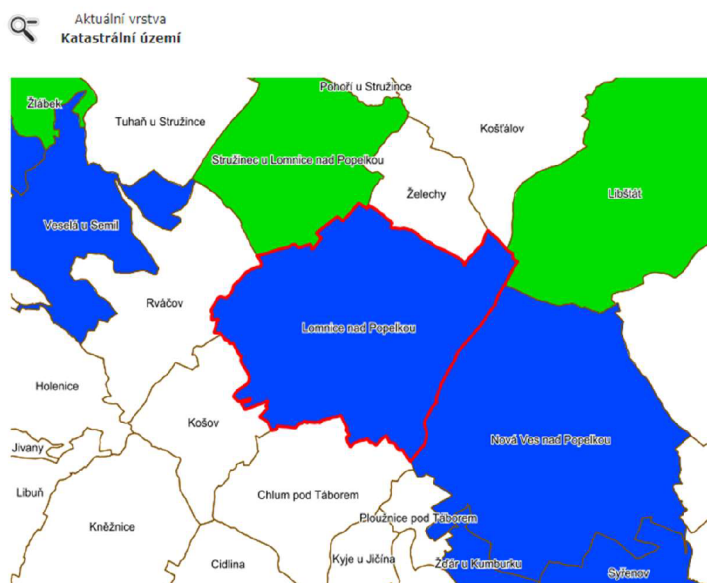 Aktuální vrstva
Katastrální území
Pohoří u Stružince
Žlábek
Tuhaň u Stružince
Košťálov
Stružinec u Lomnice nad Popelkou
Želechy
Libštát
Veselá u Semil
Rváčov
Lomnice nad Popelkou
Holenice
Košov
Nová Ves nad Popelkou
Jivany
Libuň
Chlum pod Táborem
Kněžnice
Ploužnice pod Táborem
Cidlina
Kyje u Jičína
Žďár u Kumburku
Syřenov